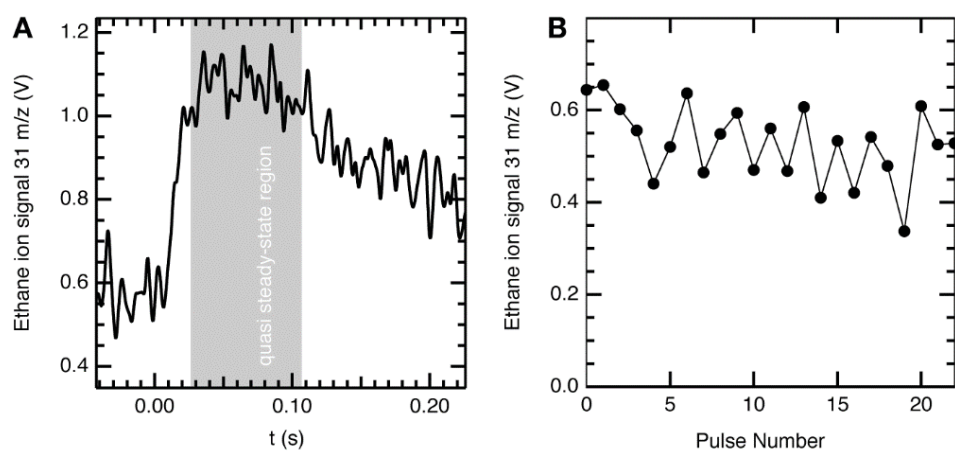 A
Ethane ion signal 31 m/z (V)
1.2
1.0
0.8
0.6
0.4
quasi steady-state region
0.00
0.10
0.20
t (s)
B
Ethane ion signal 31 m/z (V)
0.6
0.4
0.2
0.0
0
5
10
15
20
Pulse Number